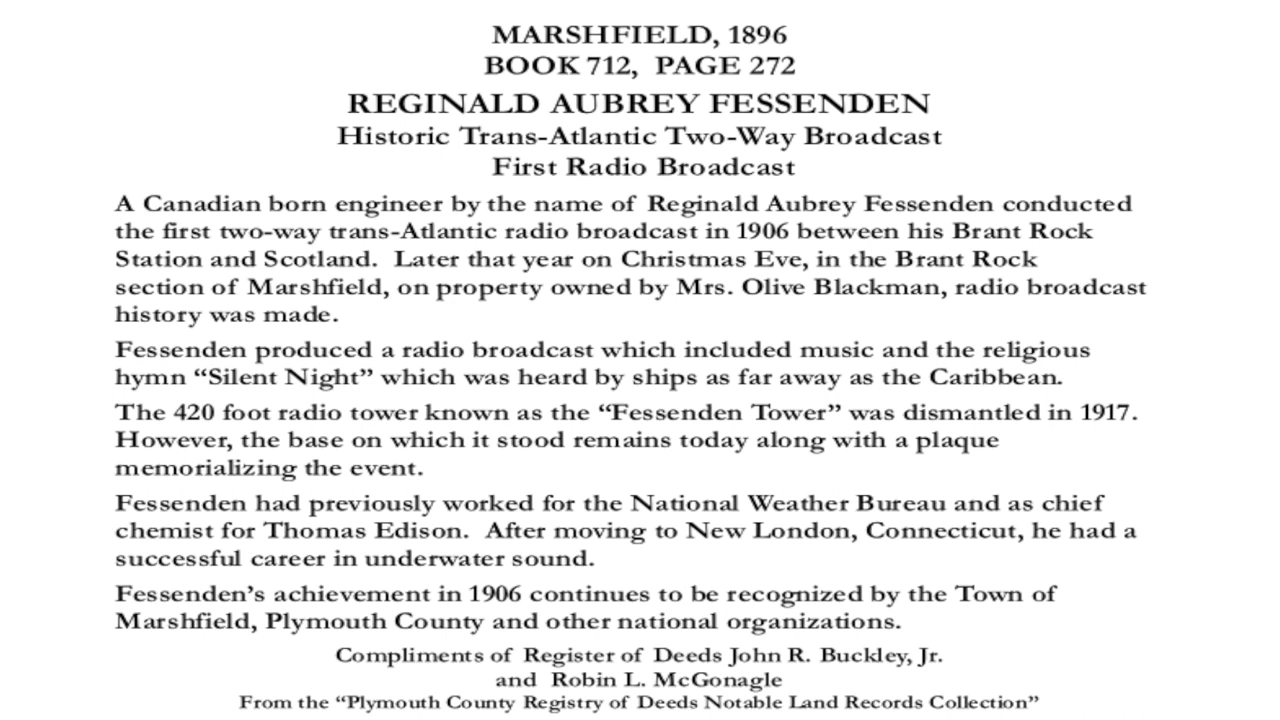 MARSHFIELD, 1896
BOOK 712, PAGE 272
REGINALD AUBREY FESSENDEN
Historic Trans-Atlantic Two-Way Broadcast
First Radio Broadcast
A Canadian born engineer by the name of Reginald Aubrey Fessenden conducted
the first two-way trans-Atlantic radio broadcast in 1906 between his Brant Rock
Station and Scotland. Later that year on Christmas Eve, in the Brant Rock
section of Marshfield, on property owned by Mrs. Olive Blackman, radio broadcast
history was made.
Fessenden produced a radio broadcast which included music and the religious
hymn “Silent Night” which was heard by ships as far away as the Caribbean.
The 420 foot radio tower known as the “Fessenden Tower” was dismantled in 1917.
However, the base on which it stood remains today along with a plaque
memorializing the event.
Fessenden had previously worked for the National Weather Bureau and as chief
chemist for Thomas Edison. After moving to New London, Connecticut, he had a
successful career in underwater sound.
Fessenden’s achievement in 1906 continues to be recognized by the Town of
Marshfield, Plymouth County and other national organizations.
Compliments of Register of Deeds John R. Buckley, Jr.
and Robin L. McGonagle
From the “Plymouth County Registry of Deeds Notable Land Records Collection”